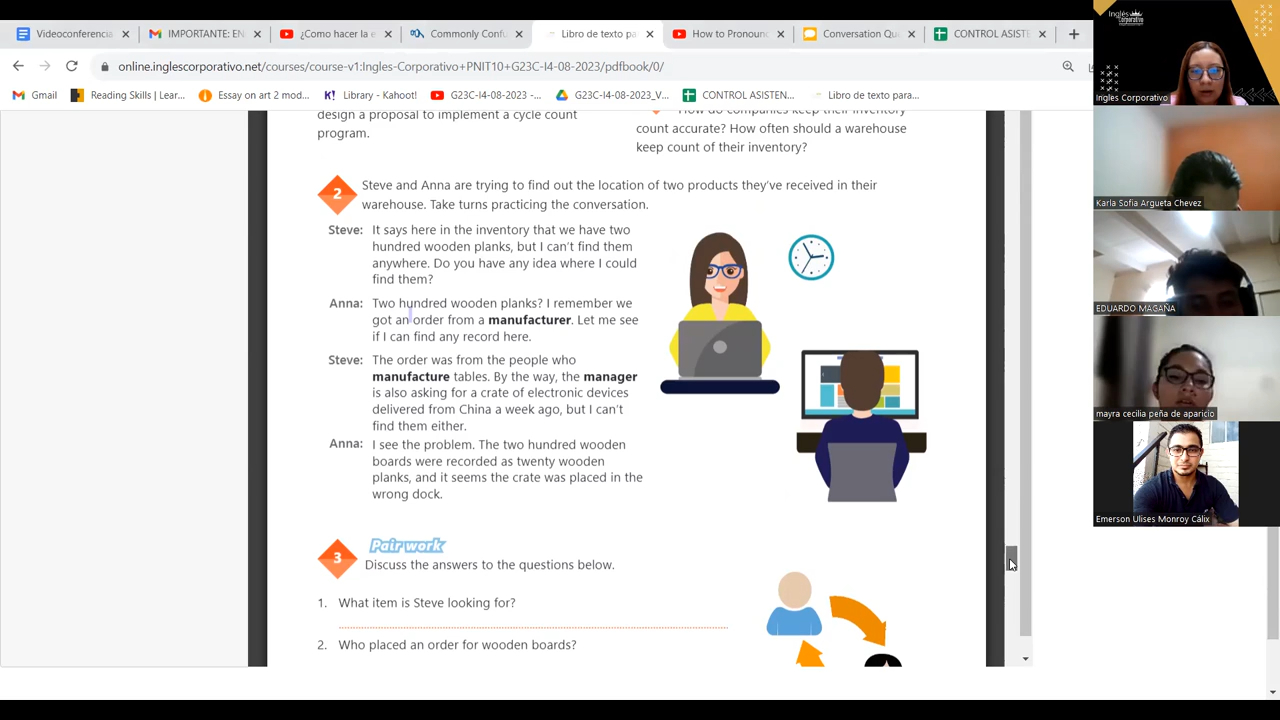 Videoconferencia
IMPORTANTE: EN
¿Como hacer la e
Commonly Confu
Libro de texto pa
How to Pronounc
Conversation Qu
CONTROL ASISTE
online.inglescorporativo.net/courses/course-v1:Ingles-Corporativo+PNIT10+G23C-I4-08-2023/pdfbook/0/
Gmail
Reading Skills | Lear...
Essay on art 2 mod...
Library - Kaho
G23C-I4-08-2023 -...
G23C-I4-08-2023_V...
CONTROL ASISTEN...
Libro de texto para...
design a proposal to implement a cycle count
program.
How do companies keep their inventory
count accurate? How often should a warehouse
keep count of their inventory?
2
Steve and Anna are trying to find out the location of two products they've received in their
warehouse. Take turns practicing the conversation.
Steve: It says here in the inventory that we have two
hundred wooden planks, but I can't find them
anywhere. Do you have any idea where I could
find them?
Anna: Two hundred wooden planks? I remember we
got an order from a manufacturer. Let me see
if I can find any record here.
Steve: The order was from the people who
manufacture tables. By the way, the manager
is also asking for a crate of electronic devices
delivered from China a week ago, but I can't
find them either.
Anna: I see the problem. The two hundred wooden
boards were recorded as twenty wooden
planks, and it seems the crate was placed in the
wrong dock.
3
Pair work
Discuss the answers to the questions below.
1. What item is Steve looking for?
2. Who placed an order for wooden boards?
Inglés
Corporativo
Ingles Corporativo
Karla Sofia Argueta Chevez
EDUARDO MAGAÑA
mayra cecilia peña de aparicio
Emerson Ulises Monroy Cálix